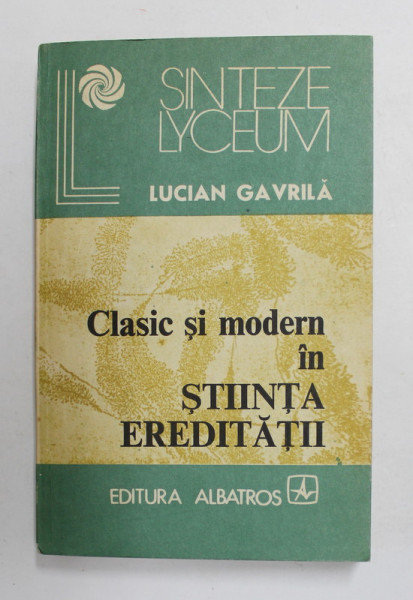 SINTEZE
LYCEUM
LUCIAN GAVRILĂ
Clasic și modern
în
ȘTIINȚA
EREDITĂȚII
EDITURA ALBATROS